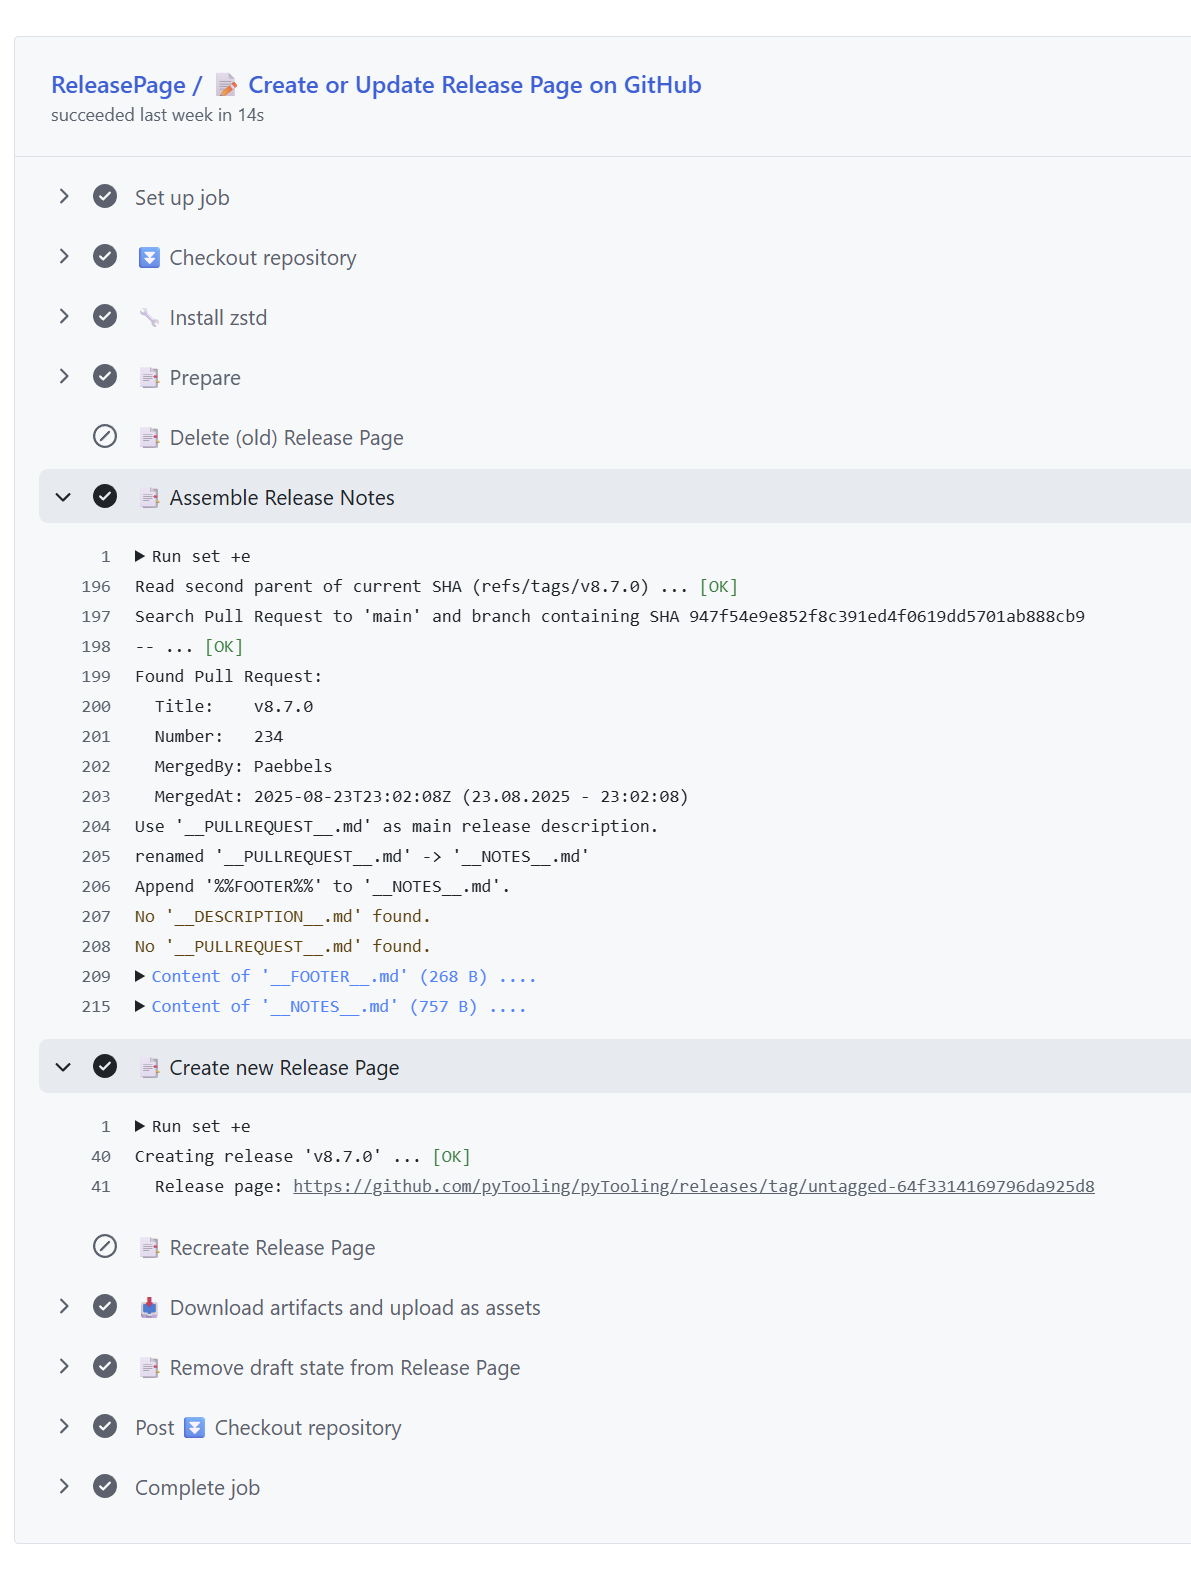 ReleasePage / 📝 Create or Update Release Page on GitHub
succeeded last week in 14s
Set up job
⏬ Checkout repository
🔧 Install zstd
📑 Prepare
📑 Delete (old) Release Page
📑 Assemble Release Notes
1 ▶ Run set +e
196 Read second parent of current SHA (refs/tags/v8.7.0) ... [OK]
197 Search Pull Request to 'main' and branch containing SHA 947f54e9e852f8c391ed4f0619dd5701ab888cb9
198 -- ... [OK]
199 Found Pull Request:
200   Title:    v8.7.0
201   Number:   234
202   MergedBy: Paebbels
203   MergedAt: 2025-08-23T23:02:08Z (23.08.2025 - 23:02:08)
204 Use '__PULLREQUEST__.md' as main release description.
205 renamed '__PULLREQUEST__.md' -> '__NOTES__.md'
206 Append '%%FOOTER%%' to '__NOTES__.md'.
207 No '__DESCRIPTION__.md' found.
208 No '__PULLREQUEST__.md' found.
209 ▶ Content of '__FOOTER__.md' (268 B) ....
215 ▶ Content of '__NOTES__.md' (757 B) ....
📑 Create new Release Page
1 ▶ Run set +e
40 Creating release 'v8.7.0' ... [OK]
41   Release page: https://github.com/pyTooling/pyTooling/releases/tag/untagged-64f3314169796da925d8
📑 Recreate Release Page
📥 Download artifacts and upload as assets
📑 Remove draft state from Release Page
Post ⏬ Checkout repository
Complete job